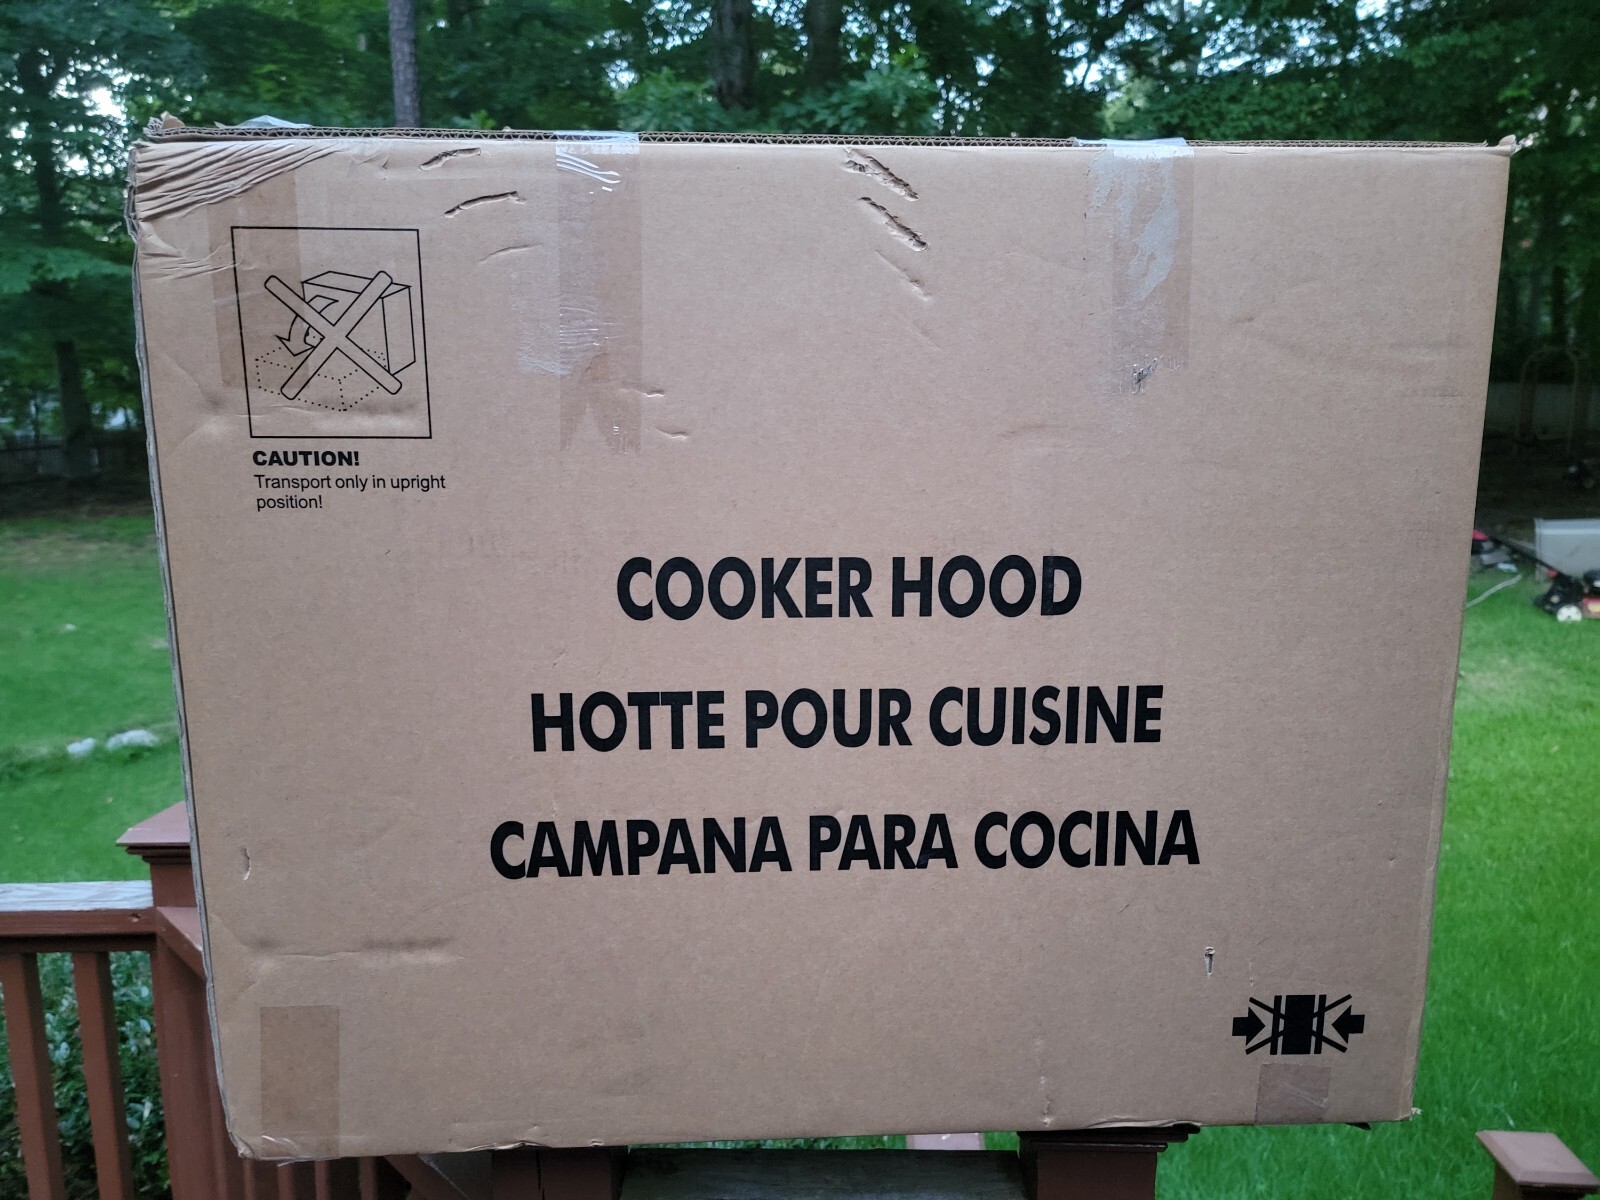 CAUTION!
Transport only in upright
position!
COOKER HOOD
HOTTE POUR CUISINE
CAMPANA PARA COCINA